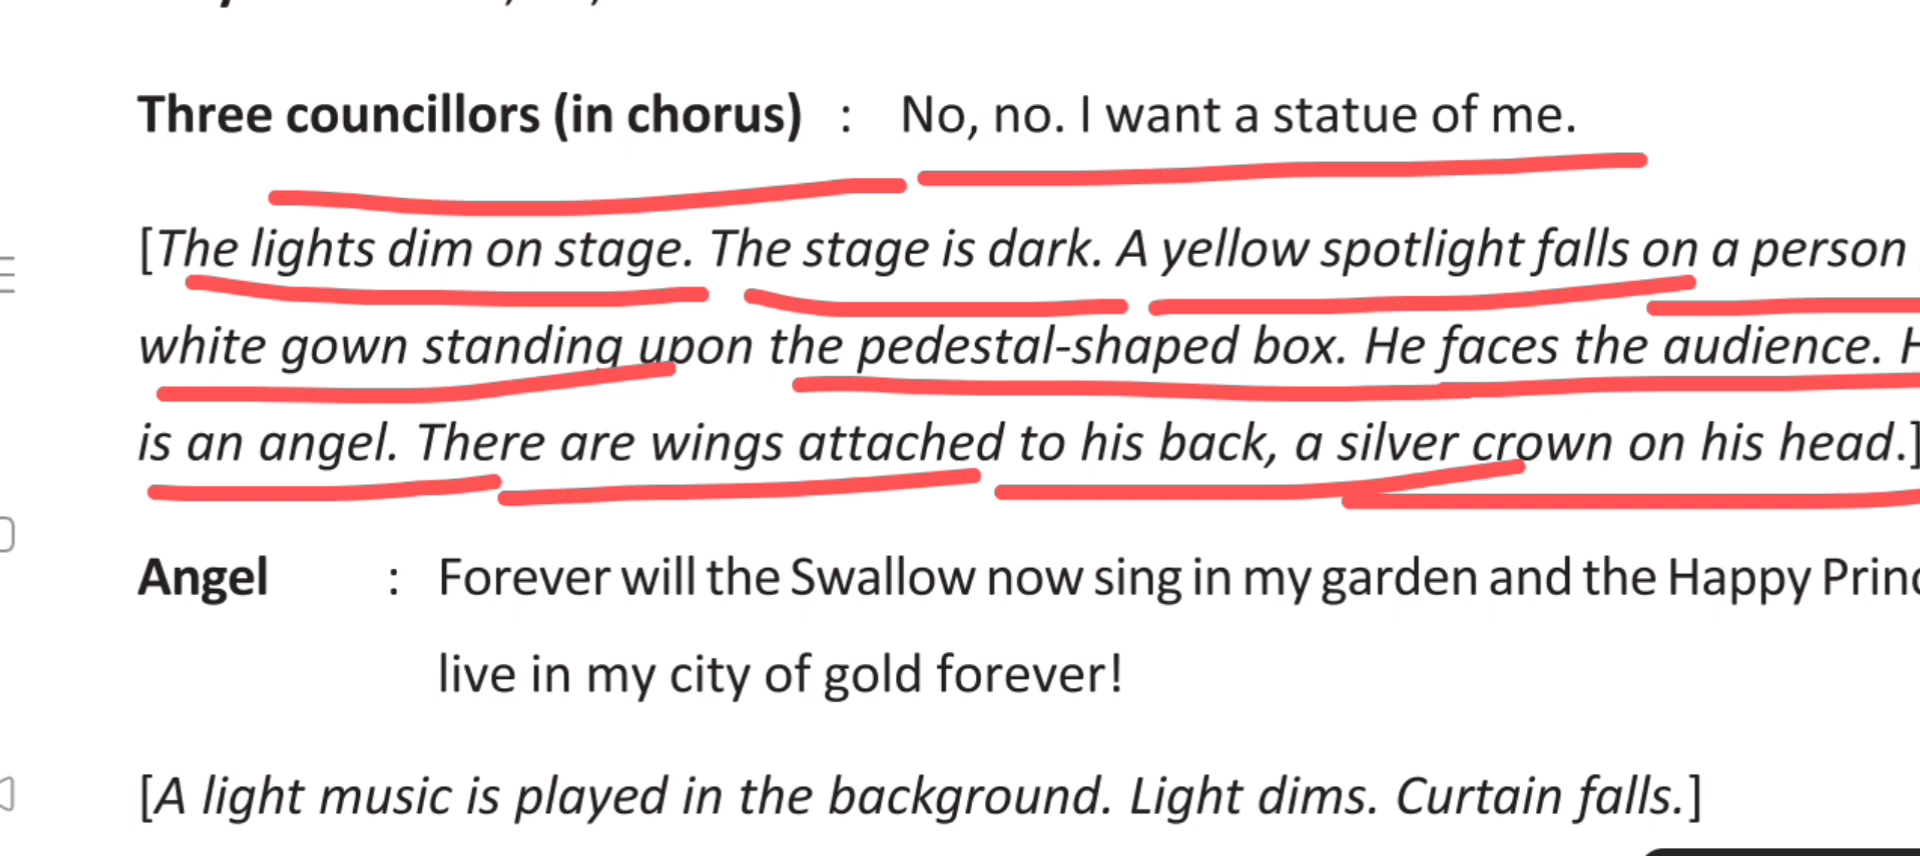 Three councillors (in chorus) : No, no. I want a statue of me.
[The lights dim on stage. The stage is dark. A yellow spotlight falls on a person
white gown standing upon the pedestal-shaped box. He faces the audience.
is an angel. There are wings attached to his back, a silver crown on his head.]
Angel : Forever will the Swallow now sing in my garden and the Happy
live in my city of gold forever!
[A light music is played in the background. Light dims. Curtain falls.]